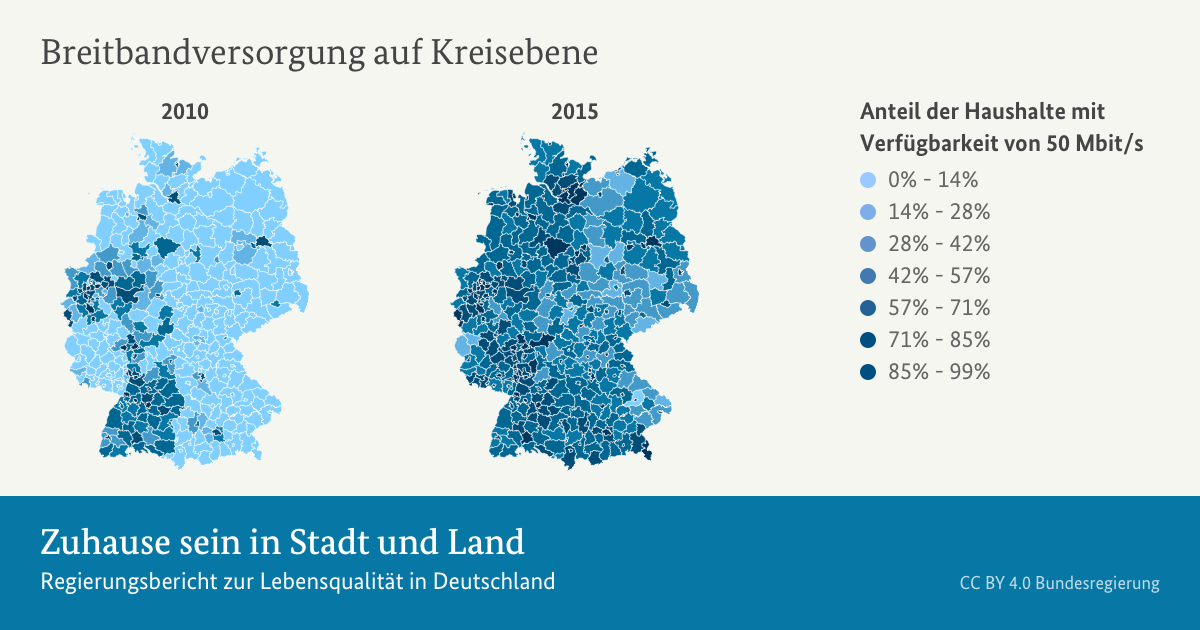 Breitbandversorgung auf Kreisebene
2010
2015
Anteil der Haushalte mit
Verfügbarkeit von 50 Mbit/s
0% - 14%
14% - 28%
28% - 42%
42% - 57%
57% - 71%
71% - 85%
85% - 99%
Zuhause sein in Stadt und Land
Regierungsbericht zur Lebensqualität in Deutschland
CC BY 4.0 Bundesregierung